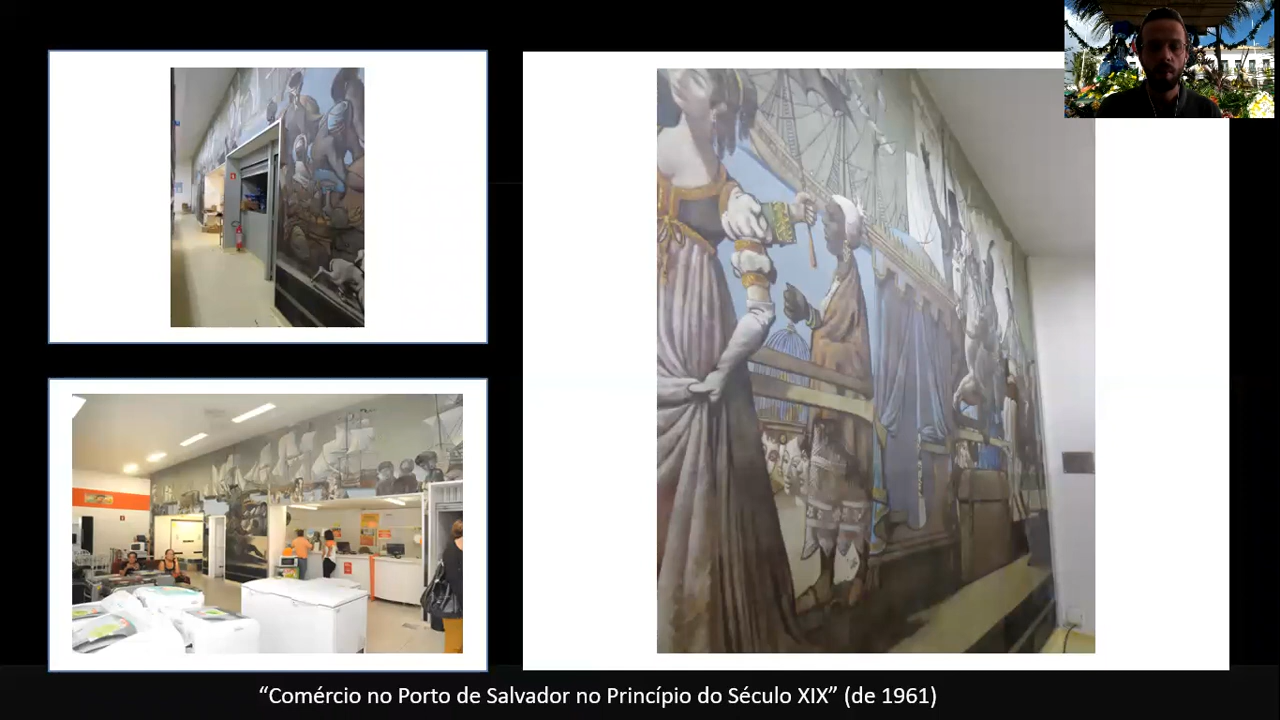 “Comércio no Porto de Salvador no Princípio do Século XIX” (de 1961)